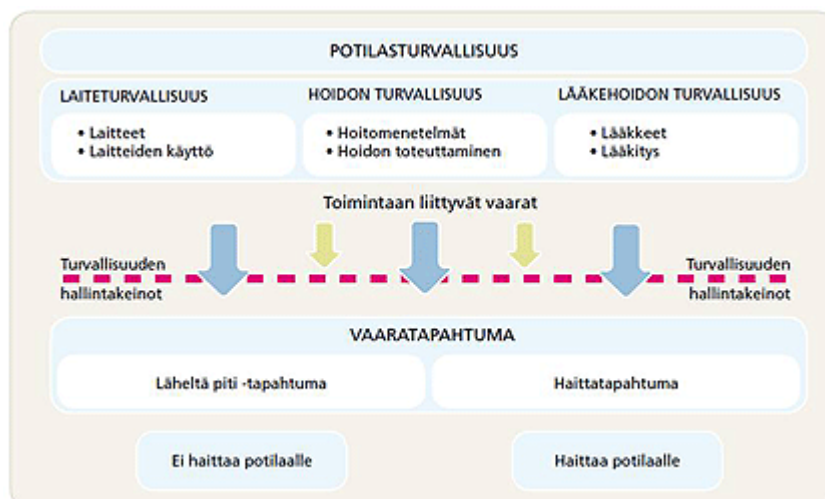 POTILASTURVALLISUUS
LAITETURVALLISUUS
• Laitteet
• Laitteiden käyttö
HOIDON TURVALLISUUS
• Hoitomenetelmät
• Hoidon toteuttaminen
LÄÄKEHOIDON TURVALLISUUS
• Lääkkeet
• Lääkitys
Toimintaan liittyvät vaarat
Turvallisuuden
hallintakeinot
Turvallisuuden
hallintakeinot
VAARATAPAHTUMA
Läheltä piti -tapahtuma
Haittatapahtuma
Ei haittaa potilaalle
Haittaa potilaalle